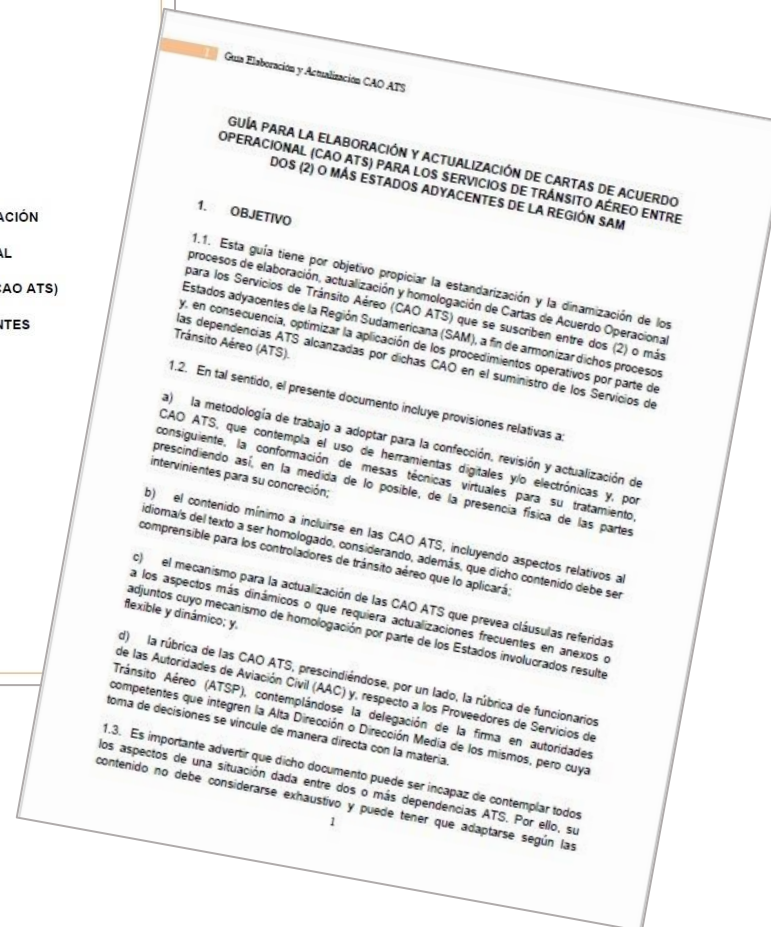 ACIÓN
AL
CAO ATS)
NTES
1 Guía Elaboración y Actualización CAO ATS
GUÍA PARA LA ELABORACIÓN Y ACTUALIZACIÓN DE CARTAS DE ACUERDO
OPERACIONAL (CAO ATS) PARA LOS SERVICIOS DE TRÁNSITO AÉREO ENTRE
DOS (2) O MÁS ESTADOS ADYACENTES DE LA REGIÓN SAM
1. OBJETIVO
1.1. Esta guía tiene por objetivo propiciar la estandarización y la dinamización de los
procesos de elaboración, actualización y homologación de Cartas de Acuerdo Operacional
para los Servicios de Tránsito Aéreo (CAO ATS) que se suscriben entre dos (2) o más
Estados adyacentes de la Región Sudamericana (SAM), a fin de armonizar dichos procesos
y, en consecuencia, optimizar la aplicación de los procedimientos operativos por parte de
las dependencias ATS alcanzadas por dichas CAO en el suministro de los Servicios de
Tránsito Aéreo (ATS).
1.2. En tal sentido, el presente documento incluye provisiones relativas a:
a) la metodología de trabajo a adoptar para la confección, revisión y actualización de
CAO ATS, que contempla el uso de herramientas digitales y/o electrónicas y, por
consiguiente, la conformación de mesas técnicas virtuales para su tratamiento,
prescindiendo así, en la medida de lo posible, de la presencia física de las partes
intervinientes para su concreción;
b) el contenido mínimo a incluirse en las CAO ATS, incluyendo aspectos relativos al
idioma/s del texto a ser homologado, considerando, además, que dicho contenido debe ser
comprensible para los controladores de tránsito aéreo que lo aplicará;
c) el mecanismo para la actualización de las CAO ATS que prevea cláusulas referidas
a los aspectos más dinámicos o que requiera actualizaciones frecuentes en anexos o
adjuntos cuyo mecanismo de homologación por parte de los Estados involucrados resulte
flexible y dinámico; y,
d) la rúbrica de las CAO ATS, prescindiéndose, por un lado, la rúbrica de funcionarios
de las Autoridades de Aviación Civil (AAC) y, respecto a los Proveedores de Servicios de
Tránsito Aéreo (ATSP), contemplándose la delegación de la firma en autoridades
competentes que integren la Alta Dirección o Dirección Media de los mismos, pero cuya
toma de decisiones se vincule de manera directa con la materia.
1.3. Es importante advertir que dicho documento puede ser incapaz de contemplar todos
los aspectos de una situación dada entre dos o más dependencias ATS. Por ello, su
contenido no debe considerarse exhaustivo y puede tener que adaptarse según las
1